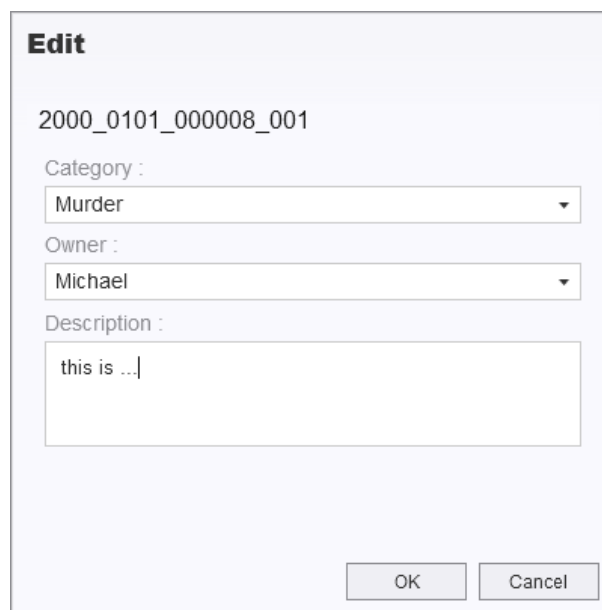 Edit
2000_0101_000008_001
Category :
Murder
Owner :
Michael
Description :
this is ...
OK
Cancel